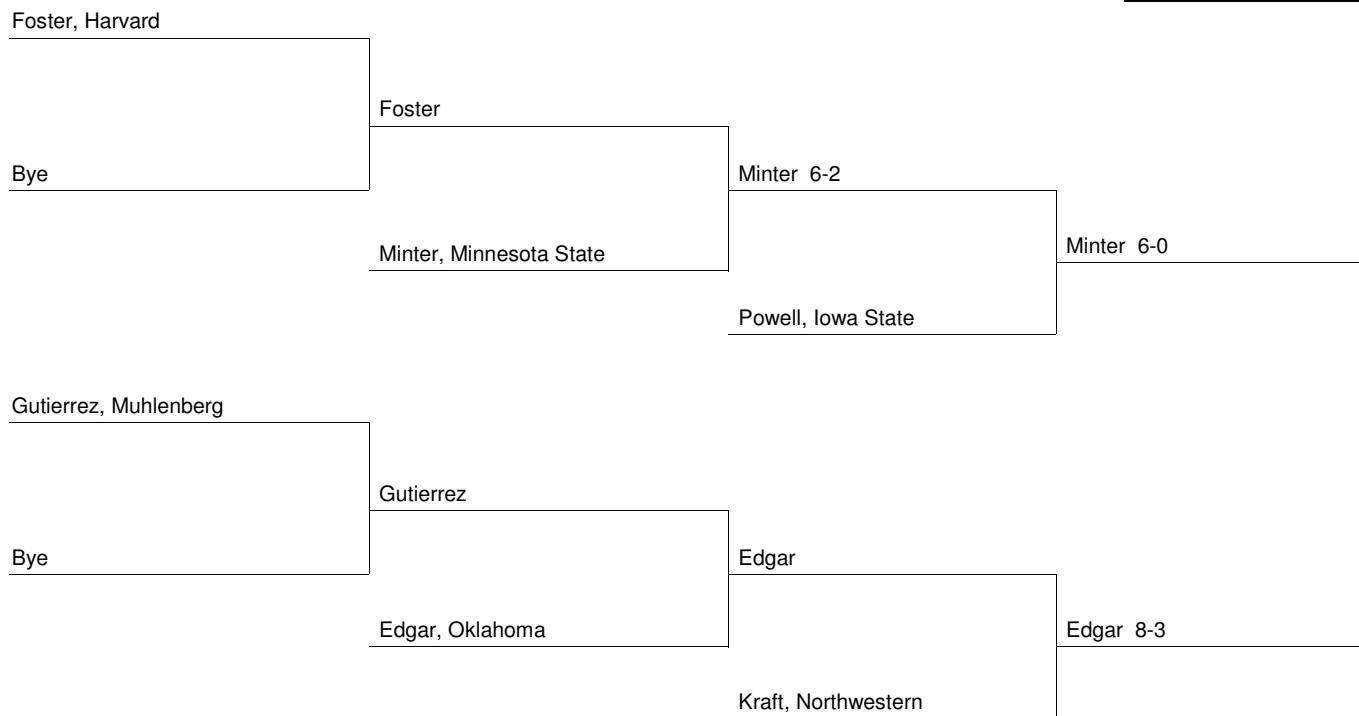 Foster, Harvard
Foster
Bye
Minter  6-2
Minter, Minnesota State
Minter  6-0
Powell, Iowa State
Gutierrez, Muhlenberg
Gutierrez
Bye
Edgar
Edgar, Oklahoma
Edgar  8-3
Kraft, Northwestern